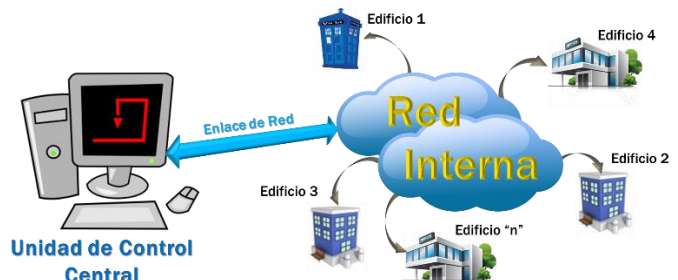 Edificio 1
Edificio 4
Red
Interna
Enlace de Red
Edificio 2
Edificio 3
Edificio "n"
Unidad de Control
Central